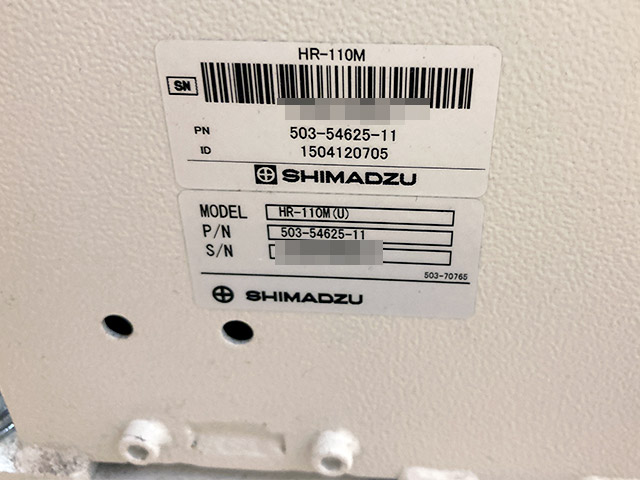 HR-110M
SN
PN 503-54625-11
ID 1504120705
SHIMADZU
MODEL HR-110M(U)
P/N 503-54625-11
S/N
503-70765
SHIMADZU